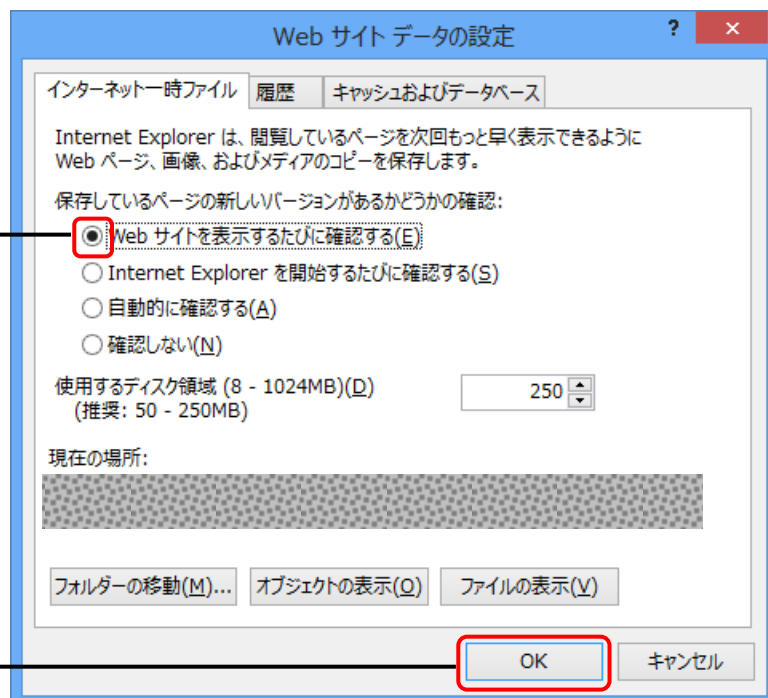 Web サイト データの設定
?
×
インターネット一時ファイル 履歴 キャッシュおよびデータベース
Internet Explorer は、閲覧しているページを次回もっと早く表示できるように
Web ページ、画像、およびメディアのコピーを保存します。
保存しているページの新しいバージョンがあるかどうかの確認:
Web サイトを表示するたびに確認する(E)
Internet Explorer を開始するたびに確認する(S)
自動的に確認する(A)
確認しない(N)
使用するディスク領域 (8 - 1024MB)(D) 250
(推奨: 50 - 250MB)
現在の場所:
フォルダーの移動(M)... オブジェクトの表示(O) ファイルの表示(V)
OK キャンセル